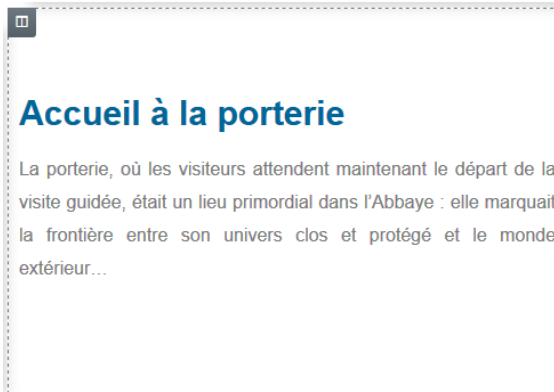 Accueil à la porterie
La porterie, où les visiteurs attendent maintenant le départ de la
visite guidée, était un lieu primordial dans l’Abbaye : elle marquait
la frontière entre son univers clos et protégé et le monde
extérieur…